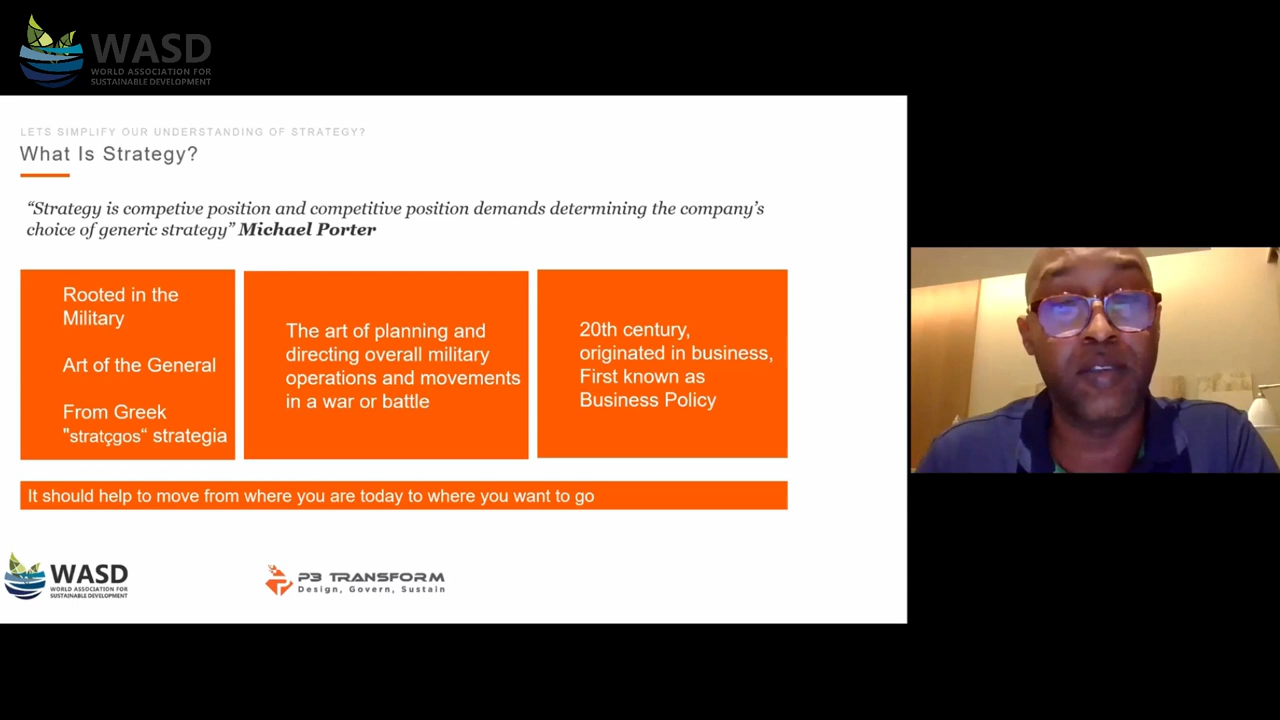 WASD
WORLD ASSOCIATION FOR
SUSTAINABLE DEVELOPMENT
LETS SIMPLIFY OUR UNDERSTANDING OF STRATEGY?
What Is Strategy?
“Strategy is competive position and competitive position demands determining the company’s
choice of generic strategy” Michael Porter
Rooted in the
Military
Art of the General
From Greek
"stratçgos“ strategia
The art of planning and
directing overall military
operations and movements
in a war or battle
20th century,
originated in business,
First known as
Business Policy
It should help to move from where you are today to where you want to go
WASD
WORLD ASSOCIATION FOR
SUSTAINABLE DEVELOPMENT
P3 TRANSFORM
Design, Govern, Sustain